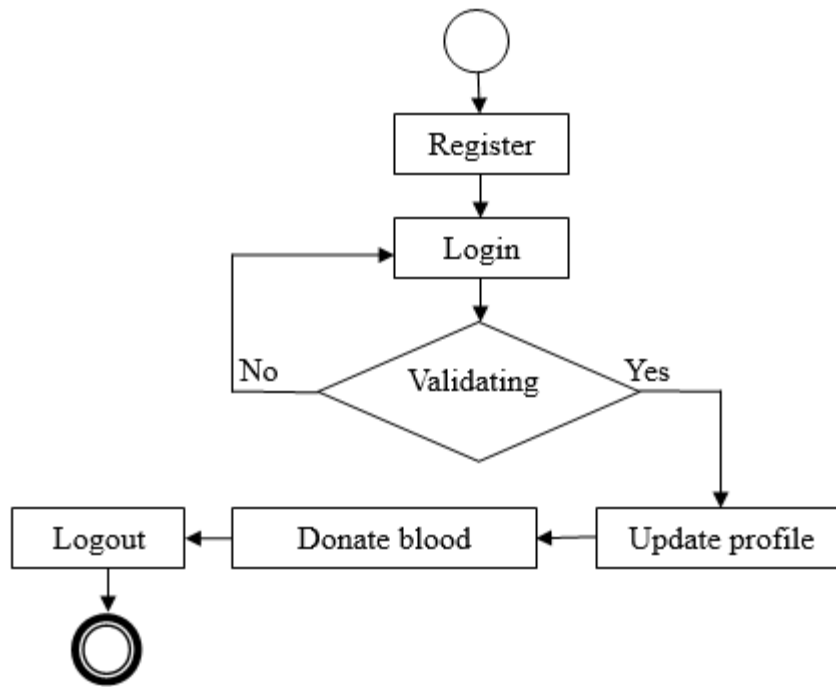 Register
Login
No
Validating
Yes
Logout
Donate blood
Update profile